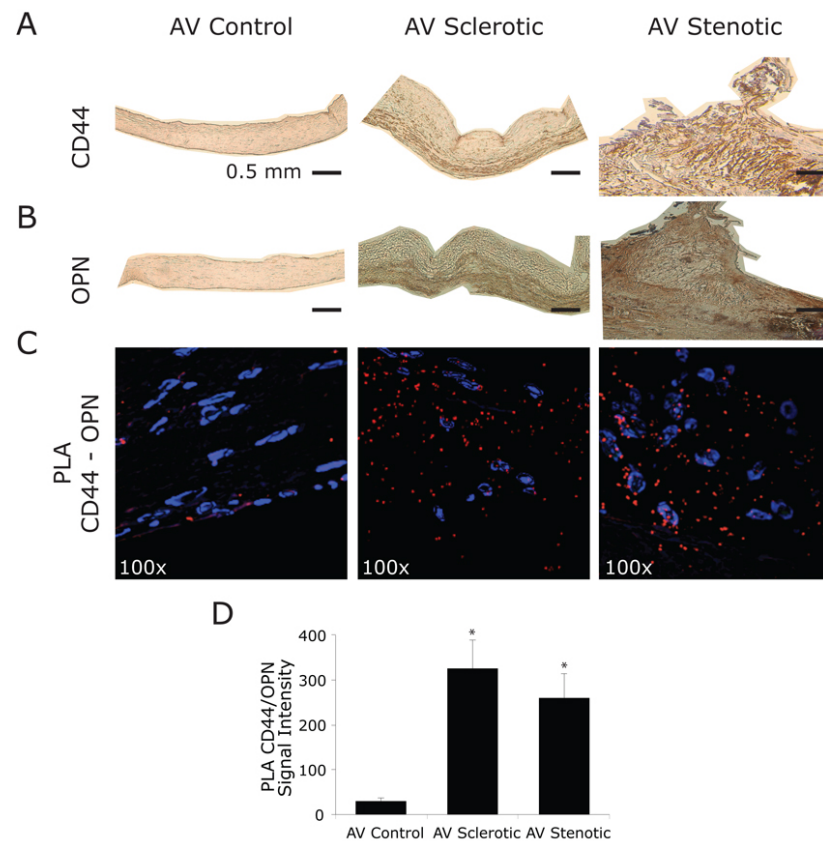 A
AV Control
AV Sclerotic
AV Stenotic
CD44
0.5 mm
B
OPN
C
PLA
CD44 - OPN
100x
100x
100x
D
PLA CD44/OPN
Signal Intensity
400
300
200
100
0
*
*
AV Control
AV Sclerotic
AV Stenotic